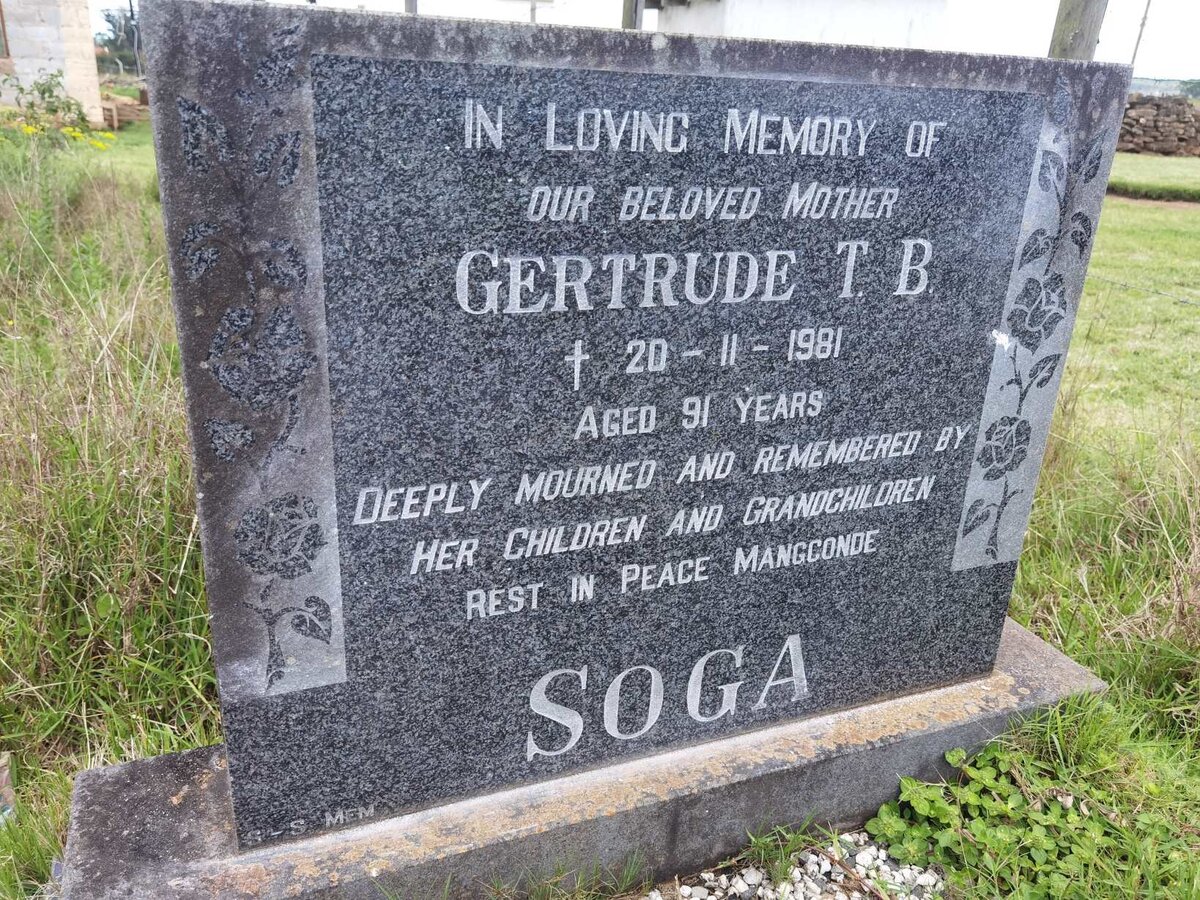 IN LOVING MEMORY OF
OUR BELOVED MOTHER
GERTRUDE T. B.
† 20 - 11 - 1981
AGED 91 YEARS
DEEPLY MOURNED AND REMEMBERED BY
HER CHILDREN AND GRANDCHILDREN
REST IN PEACE MANGCONDE
SOGA